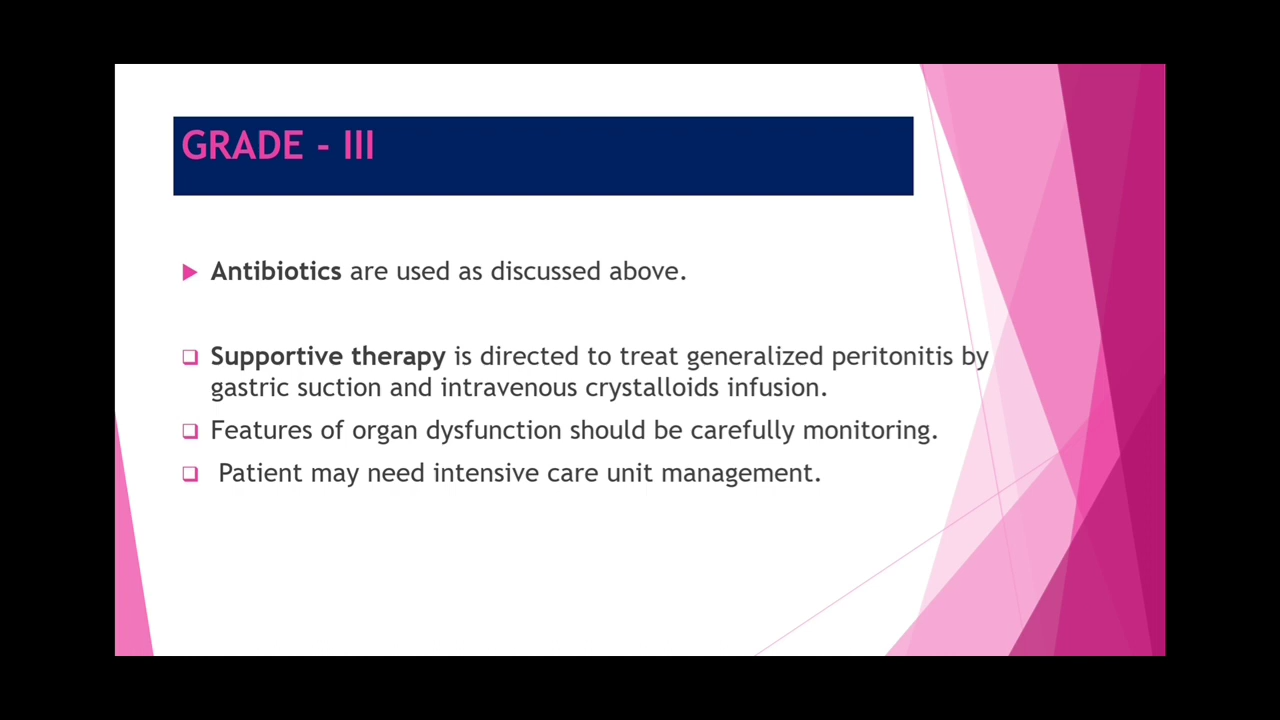 GRADE - III
Antibiotics are used as discussed above.
Supportive therapy is directed to treat generalized peritonitis by
gastric suction and intravenous crystalloids infusion.
Features of organ dysfunction should be carefully monitoring.
Patient may need intensive care unit management.